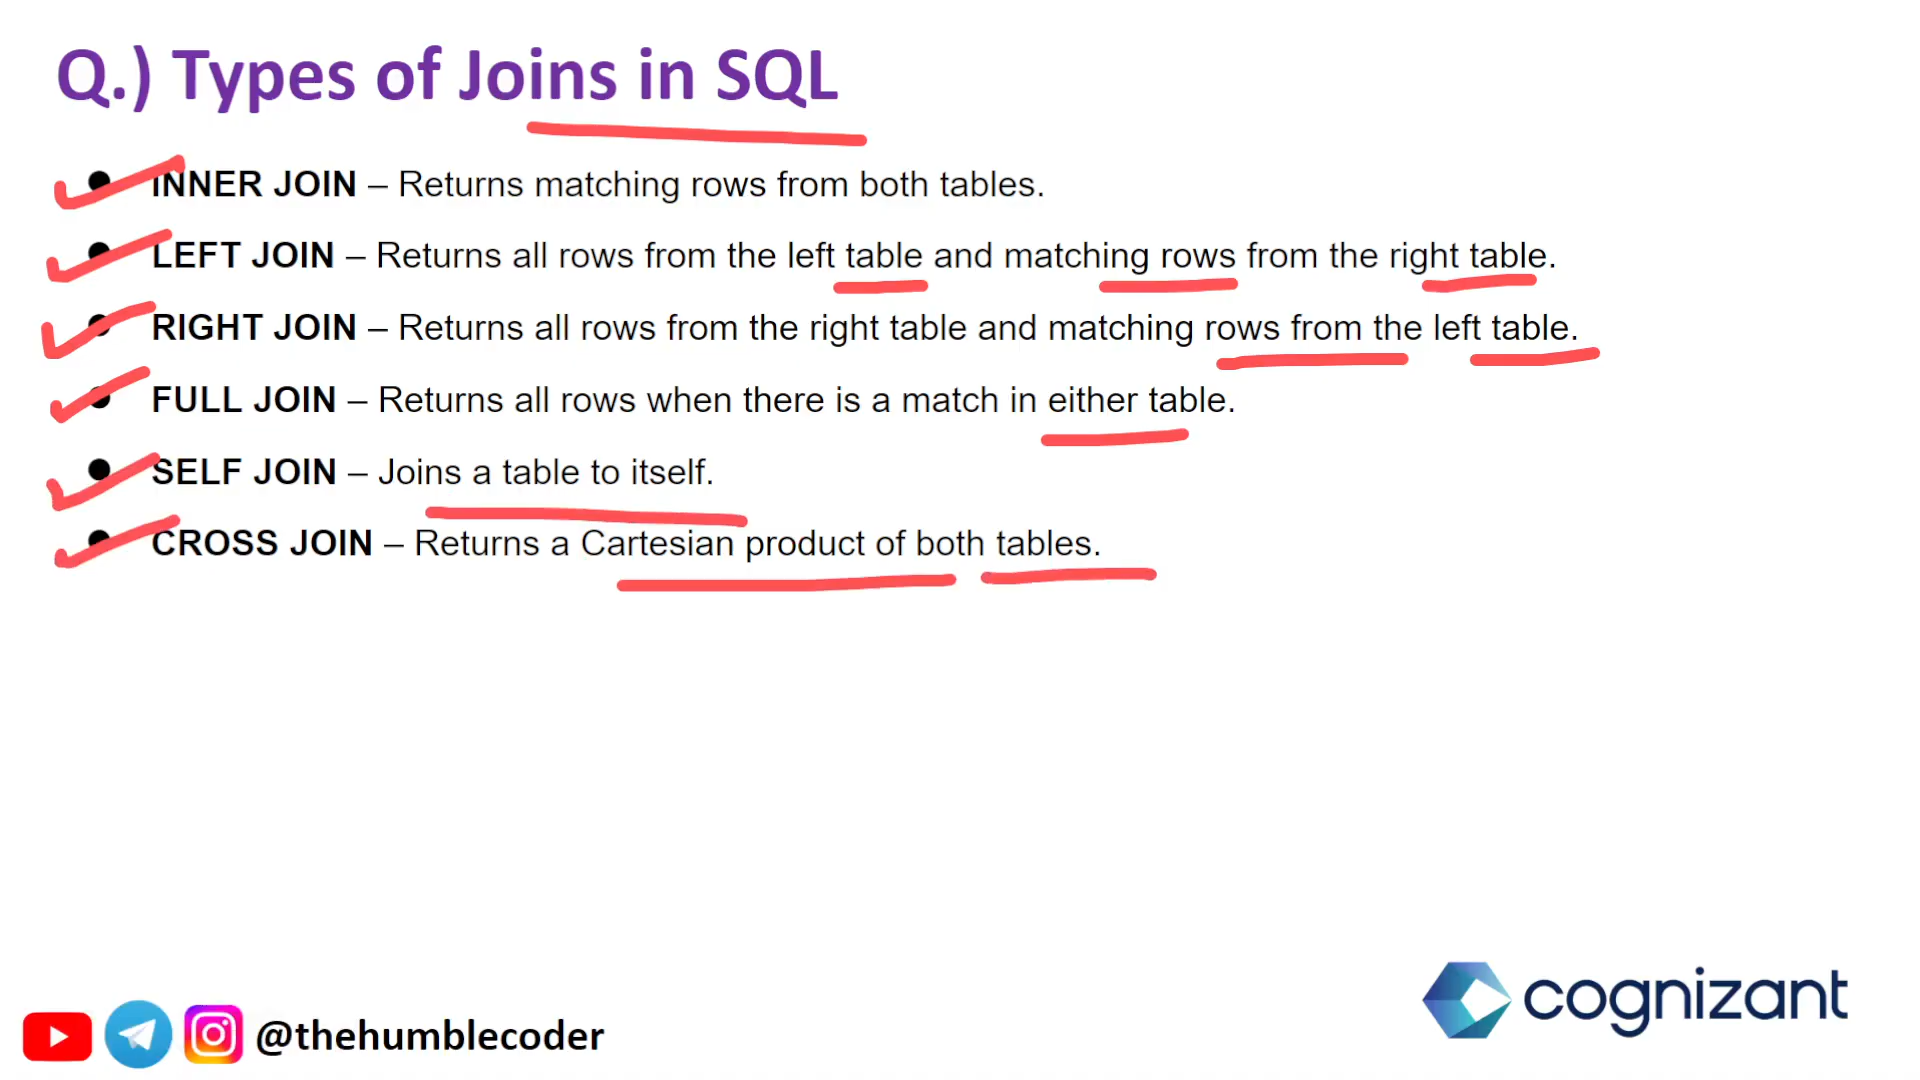 Q.) Types of Joins in SQL
● INNER JOIN – Returns matching rows from both tables.
● LEFT JOIN – Returns all rows from the left table and matching rows from the right table.
● RIGHT JOIN – Returns all rows from the right table and matching rows from the left table.
● FULL JOIN – Returns all rows when there is a match in either table.
● SELF JOIN – Joins a table to itself.
● CROSS JOIN – Returns a Cartesian product of both tables.
@thehumblecoder
cognizant